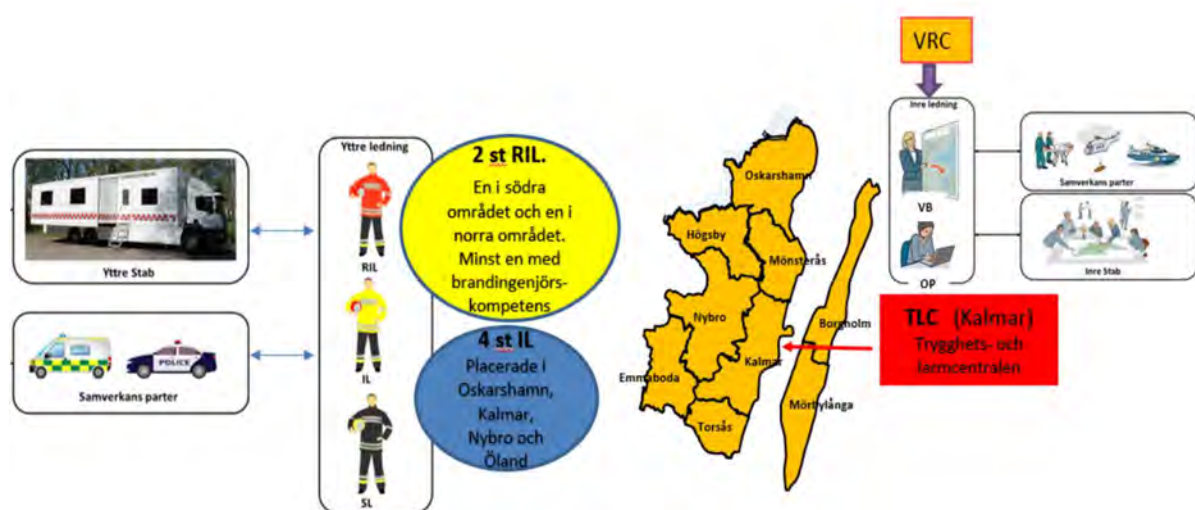 Yttre Stab
Samverkans parter
Yttre ledning
RIL
IL
SL
2 st RIL.
En i södra
området och en i
norra området.
Minst en med
brandingenjörs-
kompetens
4 st IL
Placerade i
Oskarshamn,
Kalmar,
Nybro och
Öland
Oskarshamn
Högsby
Mönsterås
Nybro
Borgholm
Kalmar
Emmaboda
Mörbylånga
Torsås
VRC
Inre ledning
VB
OP
Samverkans parter
Inre Stab
TLC (Kalmar)
Trygghets- och
larmcentralen
POLICE